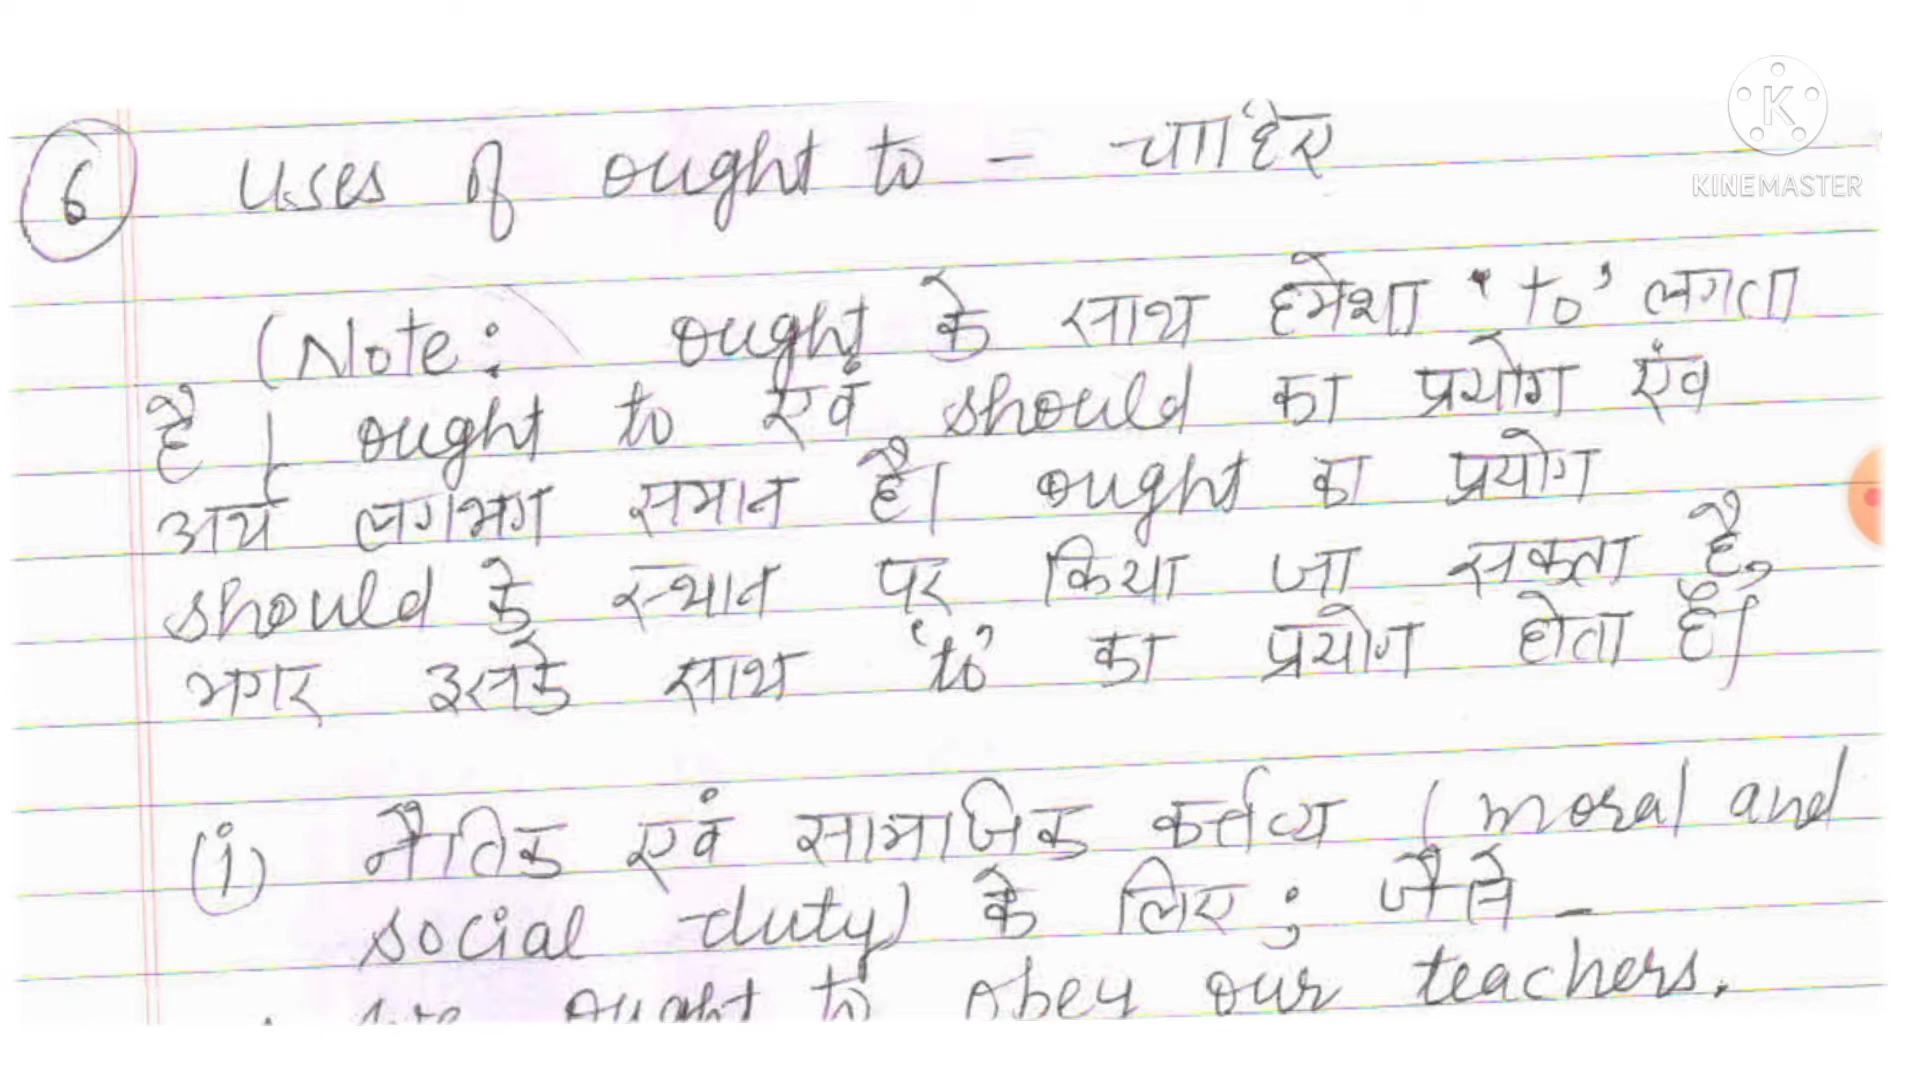 6 Uses of ought to - चाहिए
K
KINEMASTER
(Note: ought के साथ हमेशा 'to' लगता
है। ought to एवं should का प्रयोग एंव
अर्थ लगभग समान है। ought का प्रयोग
should के स्थान पर किया जा सकता है,
मगर इसके साथ 'to' का प्रयोग होता है।
(i) नैतिक एवं सामाजिक कर्त्तव्य (moral and
social duty) के लिए; जैसे -
we ought to obey our teachers.